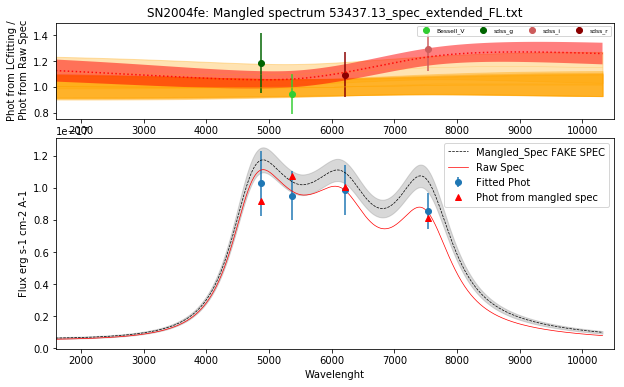 SN2004fe: Mangled spectrum 53437.13_spec_extended_FL.txt
Phot from LCfitting /
Phot from Raw Spec
1.4
1.2
1.0
0.8
Bessell_V
sdss_g
sdss_i
sdss_r
2000 3000 4000 5000 6000 7000 8000 9000 10000
1e−17
Flux erg s-1 cm-2 A-1
1.2
1.0
0.8
0.6
0.4
0.2
0.0
Mangled_Spec FAKE SPEC
Raw Spec
Fitted Phot
Phot from mangled spec
2000 3000 4000 5000 6000 7000 8000 9000 10000
Wavelenght